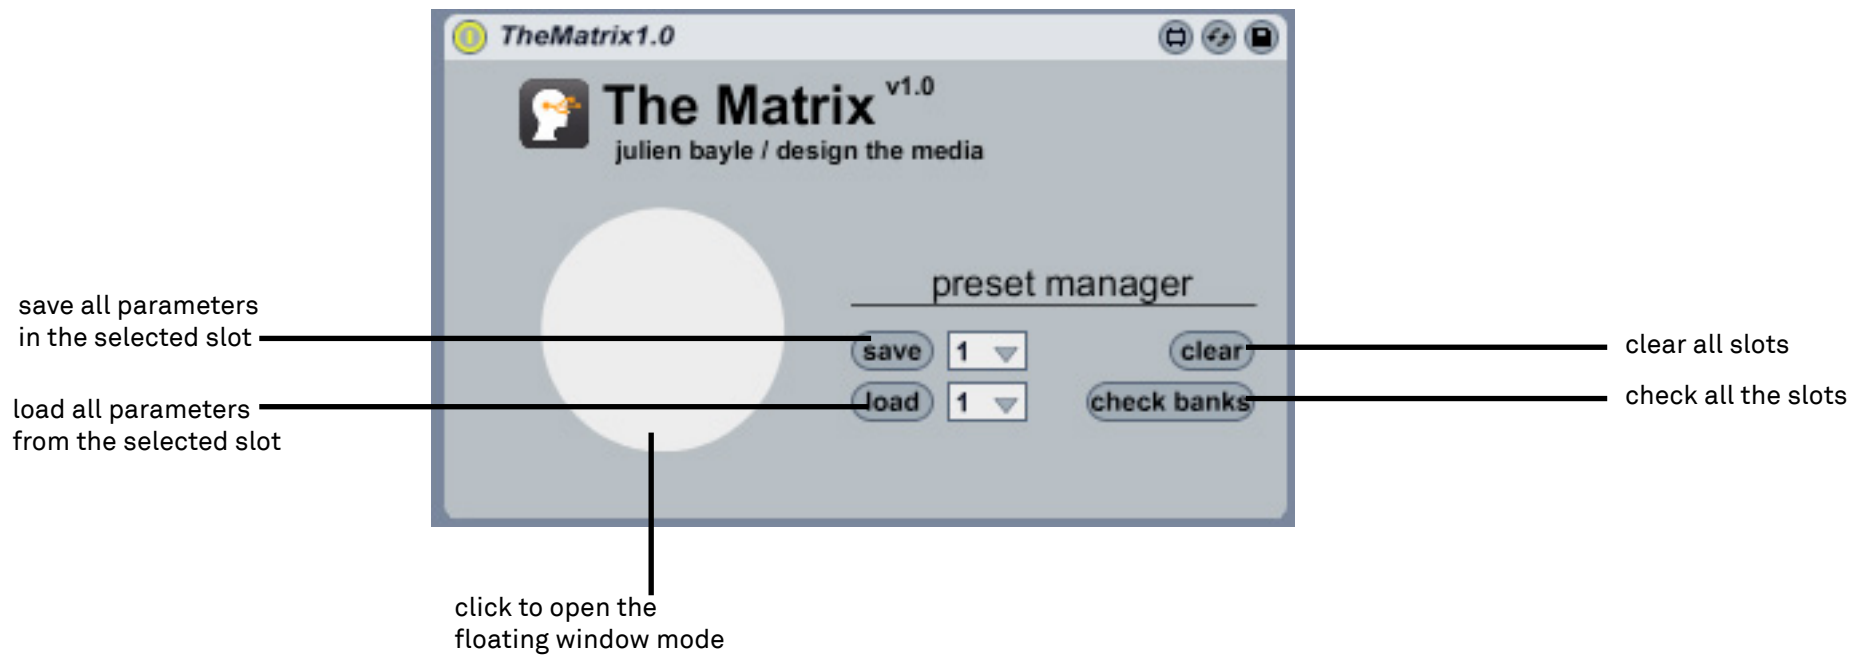 TheMatrix1.0
The Matrix v1.0
julien bayle / design the media
preset manager
save 1 clear
load 1 check banks
save all parameters
in the selected slot
load all parameters
from the selected slot
clear all slots
check all the slots
click to open the
floating window mode